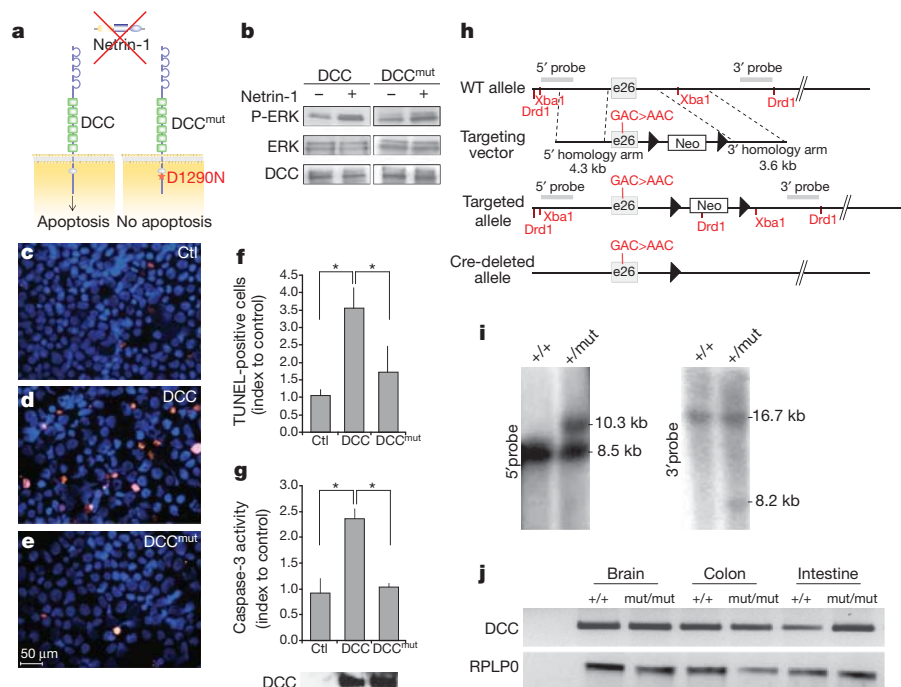 a
Netrin-1
DCC
DCCmut
D1290N
Apoptosis
No apoptosis
b
DCC
DCCmut
Netrin-1 – + – +
P-ERK
ERK
DCC
c
Ctl
d
DCC
e
DCCmut
50 μm
f
TUNEL-positive cells
(index to control)
4.5
4.0
3.5
3.0
2.5
2.0
1.5
1.0
0.5
0
*
*
Ctl
DCC
DCCmut
g
Caspase-3 activity
(index to control)
3.0
2.5
2.0
1.5
1.0
0.5
0.0
*
*
Ctl
DCC
DCCmut
DCC
h
5′ probe
3′ probe
WT allele
e26
Xba1
Drd1
Xba1
Drd1
GAC>AAC
Targeting
vector
e26
Neo
5′ homology arm
4.3 kb
3′ homology arm
3.6 kb
5′ probe
GAC>AAC
3′ probe
Targeted
allele
e26
Neo
Xba1
Drd1
Drd1
Xba1
Drd1
GAC>AAC
Cre-deleted
allele
e26
i
+/+
+/mut
5′probe
10.3 kb
8.5 kb
+/+
+/mut
3′probe
16.7 kb
8.2 kb
j
Brain
Colon
Intestine
+/+ mut/mut +/+ mut/mut +/+ mut/mut
DCC
RPLP0